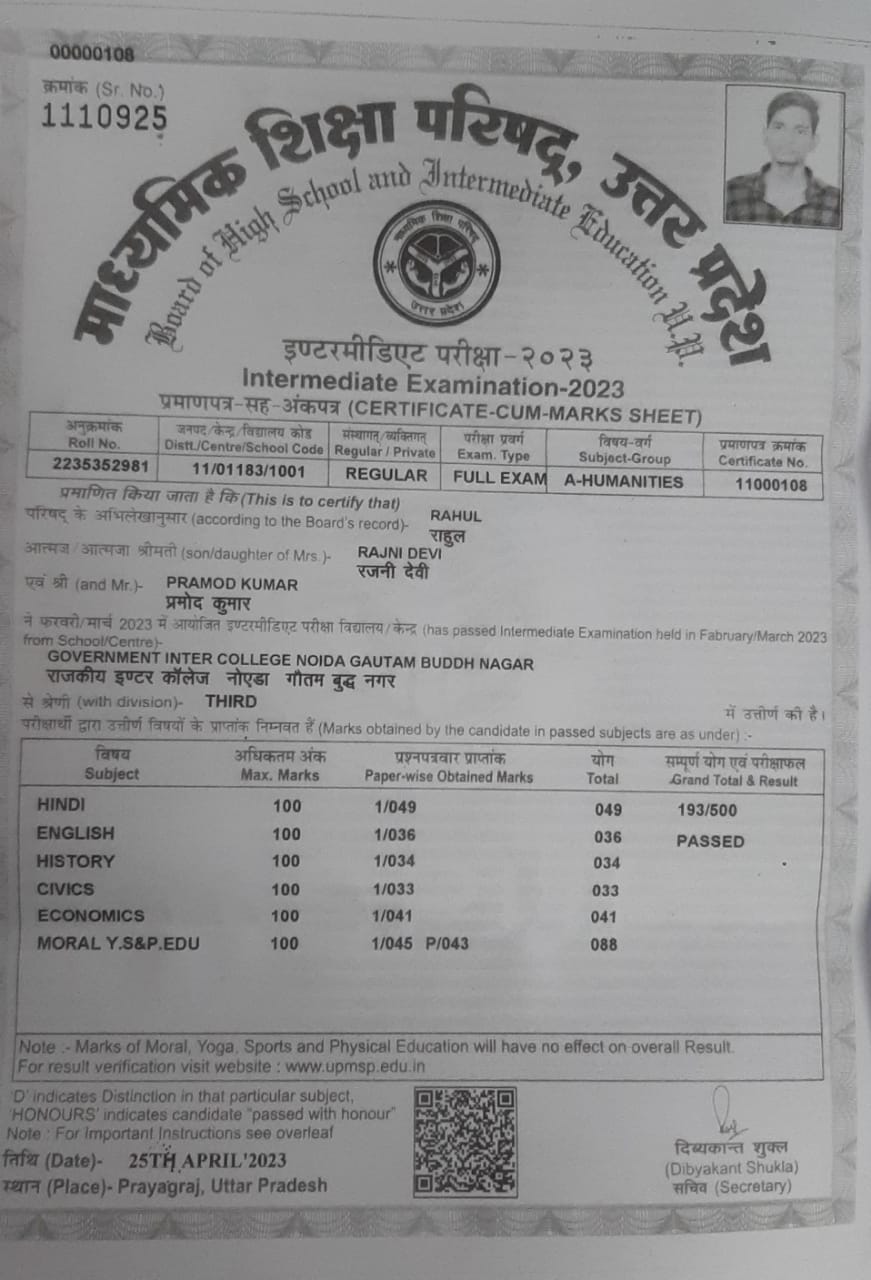 00000108
क्रमांक (Sr. No.)
1110925
माध्यमिक शिक्षा परिषद्, उत्तर प्रदेश
Board of High School and Intermediate Education U.P.
माध्यमिक शिक्षा परिषद्
उत्तर प्रदेश
इण्टरमीडिएट परीक्षा-२०२३
Intermediate Examination-2023
प्रमाणपत्र-सह-अंकपत्र (CERTIFICATE-CUM-MARKS SHEET)
अनुक्रमांक जनपद/केन्द्र/विद्यालय कोड संस्थागत/व्यक्तिगत परीक्षा प्रवर्ग विषय-वर्ग प्रमाणपत्र क्रमांक
Roll No. Distt./Centre/School Code Regular / Private Exam. Type Subject-Group Certificate No.
2235352981 11/01183/1001 REGULAR FULL EXAM A-HUMANITIES 11000108
प्रमाणित किया जाता है कि (This is to certify that)
परिषद् के अभिलेखानुसार (according to the Board's record)- RAHUL
राहुल
आत्मज/आत्मजा श्रीमती (son/daughter of Mrs.)- RAJNI DEVI
रजनी देवी
एवं श्री (and Mr.)- PRAMOD KUMAR
प्रमोद कुमार
ने फरवरी/मार्च 2023 में आयोजित इण्टरमीडिएट परीक्षा विद्यालय/केन्द्र (has passed Intermediate Examination held in Fabruary/March 2023
from School/Centre)-
GOVERNMENT INTER COLLEGE NOIDA GAUTAM BUDDH NAGAR
राजकीय इण्टर कॉलेज नोएडा गौतम बुद्ध नगर
से श्रेणी (with division)- THIRD में उत्तीर्ण की है।
परीक्षार्थी द्वारा उत्तीर्ण विषयों के प्राप्तांक निम्नवत हैं (Marks obtained by the candidate in passed subjects are as under) :-
विषय अधिकतम अंक प्रश्नपत्रवार प्राप्तांक योग सम्पूर्ण योग एवं परीक्षाफल
Subject Max. Marks Paper-wise Obtained Marks Total Grand Total & Result
HINDI 100 1/049 049 193/500
ENGLISH 100 1/036 036 PASSED
HISTORY 100 1/034 034
CIVICS 100 1/033 033
ECONOMICS 100 1/041 041
MORAL Y.S&P.EDU 100 1/045 P/043 088
Note :- Marks of Moral, Yoga, Sports and Physical Education will have no effect on overall Result.
For result verification visit website : www.upmsp.edu.in
'D' indicates Distinction in that particular subject,
'HONOURS' indicates candidate "passed with honour"
Note : For Important Instructions see overleaf
तिथि (Date)- 25TH APRIL'2023
स्थान (Place)- Prayagraj, Uttar Pradesh
दिब्यकान्त शुक्ल
(Dibyakant Shukla)
सचिव (Secretary)